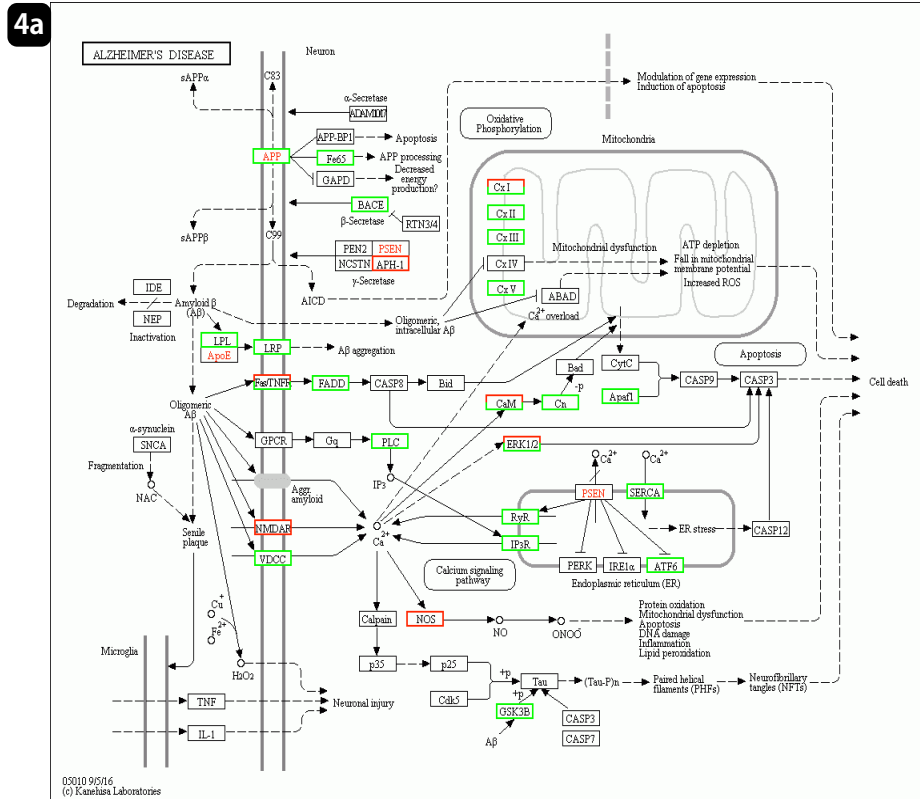 4a
ALZHEIMER'S DISEASE
Neuron
sAPPα
C83
α-Secretase
ADAM10/17
Modulation of gene expression
Induction of apoptosis
Oxidative
Phosphorylation
APP
APP-BP1
Apoptosis
Fe65
APP processing
GAPD
Decreased
energy
production?
Mitochondria
Cx I
Cx II
Cx III
Cx IV
Cx V
BACE
β-Secretase
RTN3/4
sAPPβ
C99
PEN2
PSEN
NCSTN
APH-1
γ-Secretase
Mitochondrial dysfunction
ATP depletion
Fall in mitochondrial
membrane potential
Increased ROS
ABAD
Ca2+ overload
IDE
Degradation
NEP
Inactivation
Amyloid β
(Aβ)
AICD
Oligomeric,
intracellular Aβ
LPL
ApoE
LRP
Aβ aggregation
CytC
Apoptosis
Bad
-p
Fas/TNFR
FADD
CASP8
Bid
CASP9
CASP3
Cell death
CaM
Cn
Apaf1
Oligomeric
Aβ
α-synuclein
SNCA
Fragmentation
NAC
GPCR
Gq
PLC
ERK1/2
IP3
Aggr.
amyloid
Ca2+
Ca2+
PSEN
SERCA
Senile
plaque
NMDAR
VDCC
Ca2+
RyR
IP3R
ER stress
CASP12
PERK
IRE1α
ATF6
Endoplasmic reticulum (ER)
Calcium signaling
pathway
Cu+
Fe2+
Calpain
NOS
NO
ONOO-
Protein oxidation
Mitochondrial dysfunction
Apoptosis
DNA damage
Inflammation
Lipid peroxidation
Microglia
H2O2
p35
p25
Cdk5
+p
Tau
(Tau-P)n
Paired helical
filaments (PHFs)
Neurofibrillary
tangles (NFTs)
TNF
Neuronal injury
IL-1
+p
GSK3B
Aβ
CASP3
CASP7
05010 9/5/16
(c) Kanehisa Laboratories